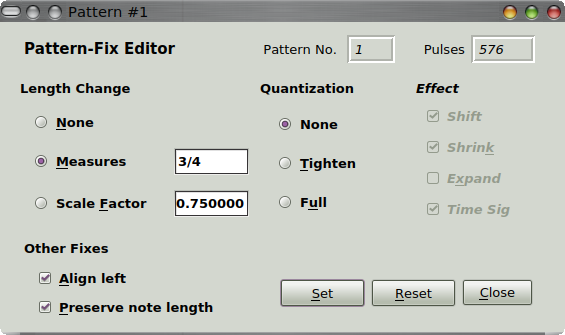 Pattern #1
Pattern-Fix Editor Pattern No. 1 Pulses 576
Length Change Quantization Effect
None None Shift
Measures 3/4 Tighten Shrink
Scale Factor 0.750000 Full Expand
Time Sig
Other Fixes
Align left
Preserve note length
Set Reset Close